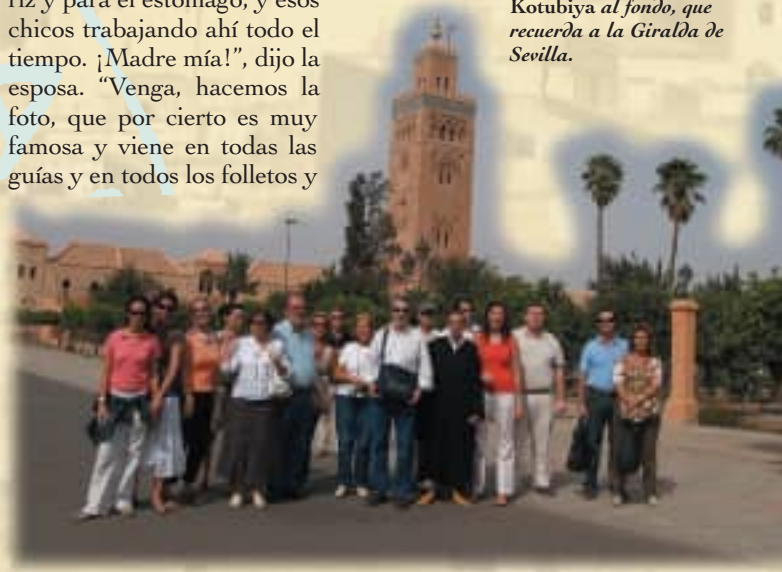 riz y para el estómago, y esos
chicos trabajando ahí todo el
tiempo. ¡Madre mía!”, dijo la
esposa. “Venga, hacemos la
foto, que por cierto es muy
famosa y viene en todas las
guías y en todos los folletos y
Kotubiya al fondo, que
recuerda a la Giralda de
Sevilla.